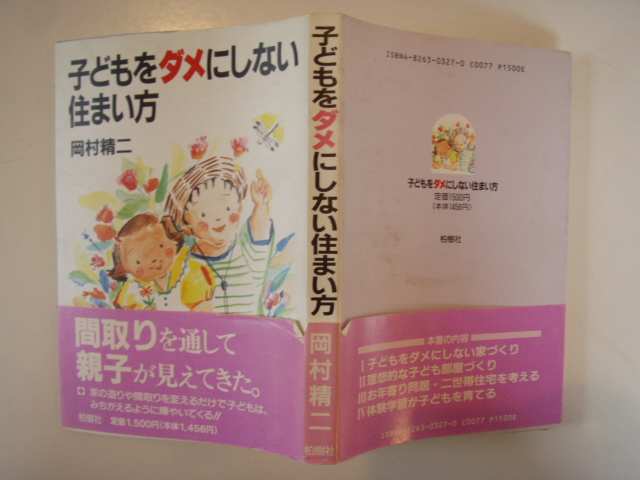 子どもをダメにしない
住まい方
岡村精二
間取りを通して
親子が見えてきた。
家の造りや間取りを変えるだけで子どもは、
みちがえるように輝やいてくる!!
柏樹社 定価1,500円(本体1,456円)
子どもをダメにしない住まい方
岡村精二
柏樹社
ISBN4-8263-0327-0 C0077 P1500E
子どもをダメにしない住まい方
定価1500円
(本体1456円)
柏樹社
本書の内容
Ⅰ子どもをダメにしない家づくり
Ⅱ理想的な子ども部屋づくり
Ⅲお年寄り同居・二世帯住宅を考える
Ⅳ体験学習が子どもを育てる
ISBN4-8263-0327-0 C0077 P1500E